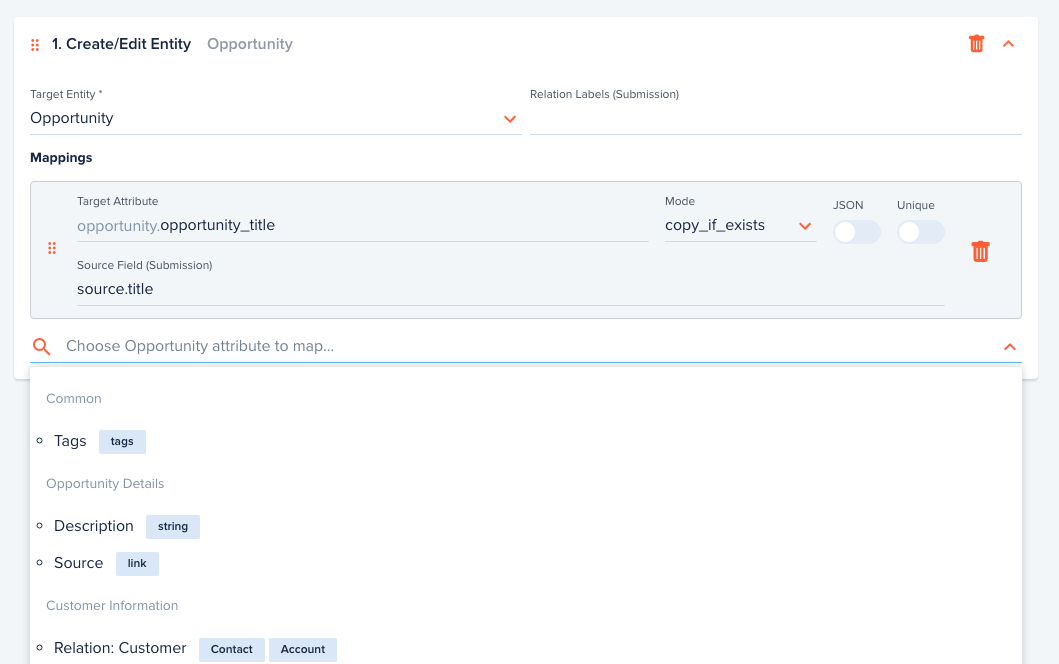 1. Create/Edit Entity Opportunity
Target Entity * Relation Labels (Submission)
Opportunity
Mappings
Target Attribute Mode JSON Unique
opportunity.opportunity_title copy_if_exists
Source Field (Submission)
source.title
Choose Opportunity attribute to map...
Common
Tags tags
Opportunity Details
Description string
Source link
Customer Information
Relation: Customer Contact Account